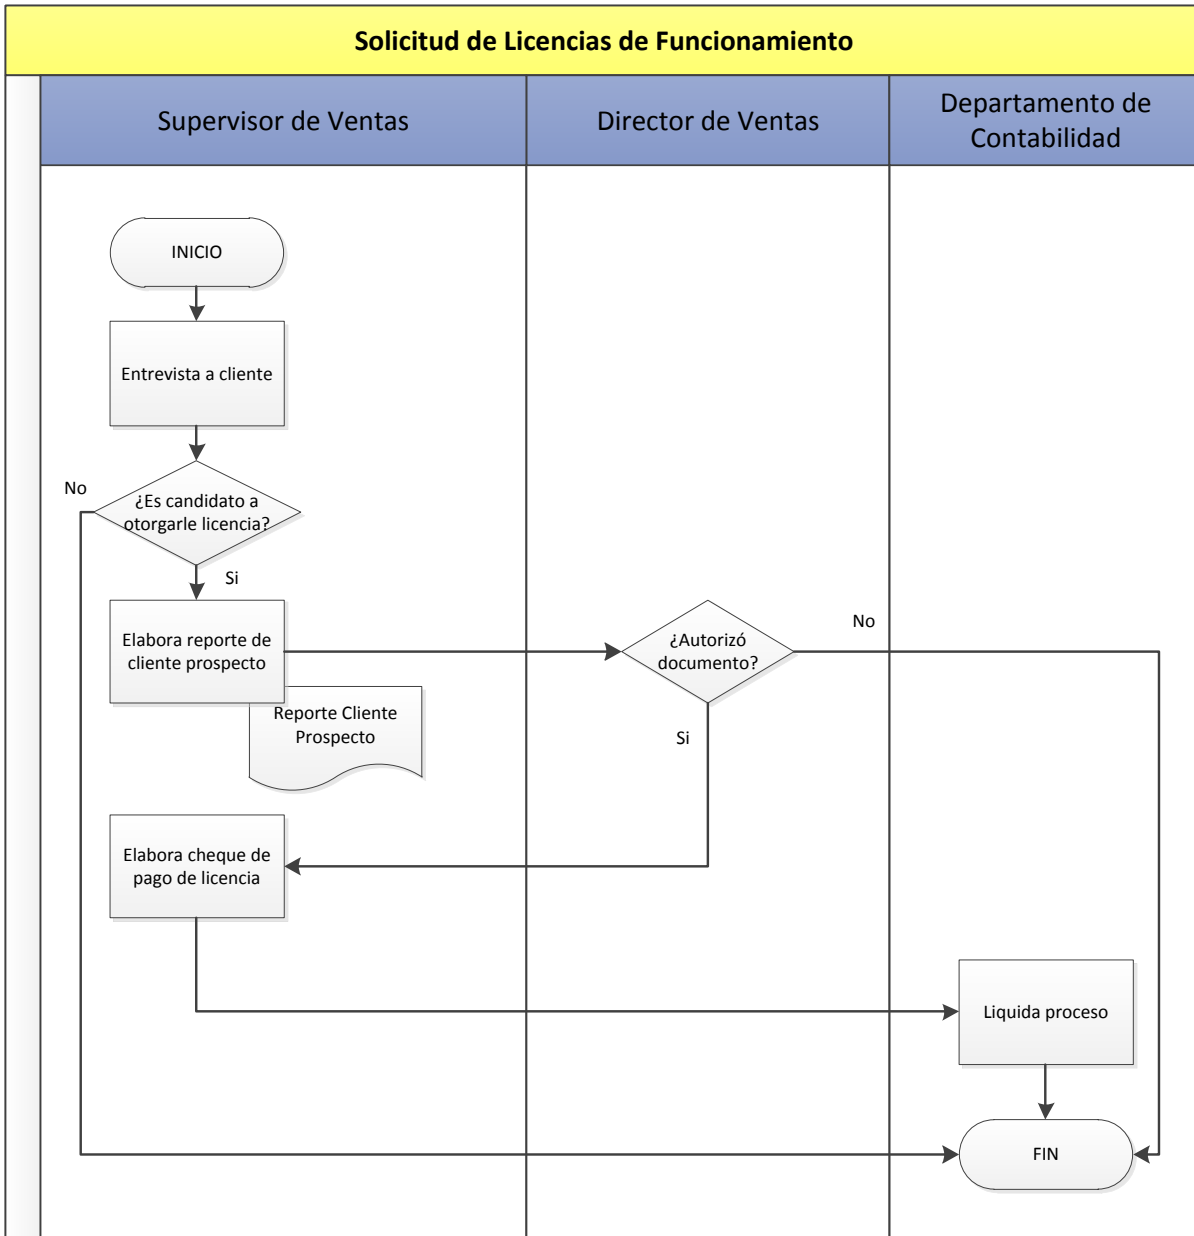 Solicitud de Licencias de Funcionamiento
Supervisor de Ventas
Director de Ventas
Departamento de
Contabilidad
INICIO
Entrevista a cliente
No
¿Es candidato a
otorgarle licencia?
Si
Elabora reporte de
cliente prospecto
¿Autorizó
documento?
No
Reporte Cliente
Prospecto
Si
Elabora cheque de
pago de licencia
Liquida proceso
FIN